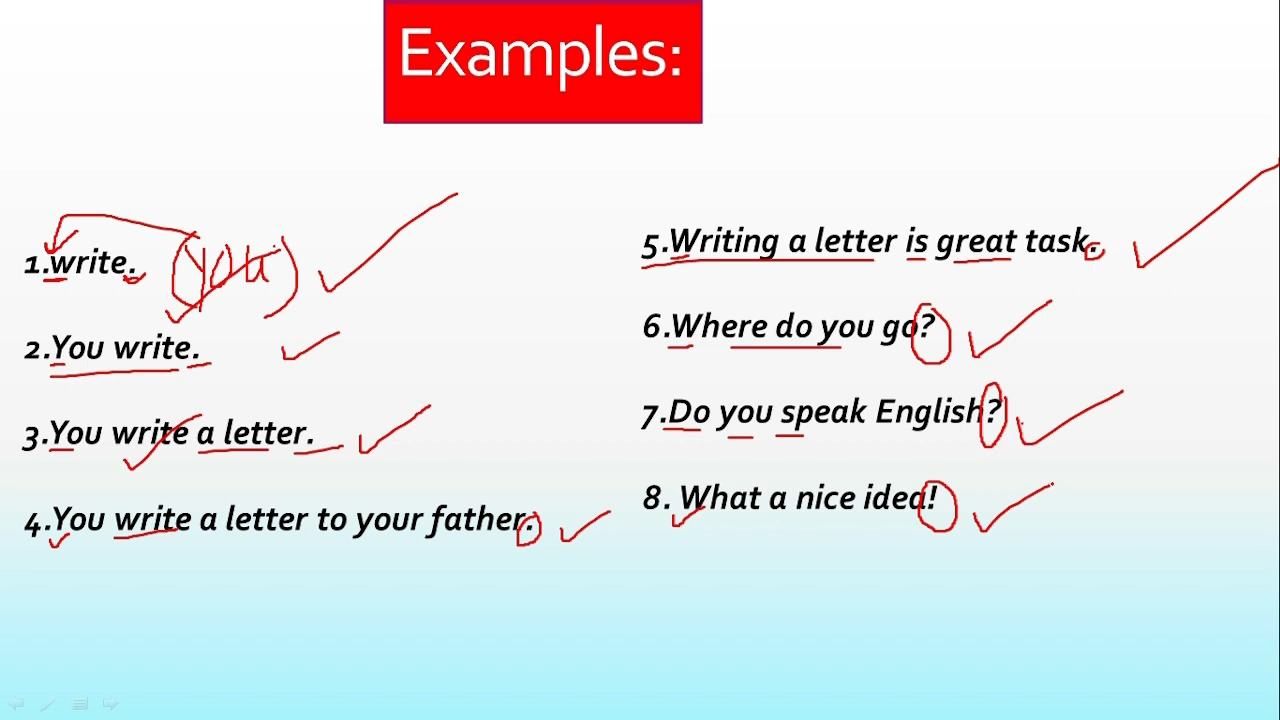 Examples:
1.write. (you)
2.You write.
3.You write a letter.
4.You write a letter to your father.
5.Writing a letter is great task.
6.Where do you go?
7.Do you speak English?
8. What a nice idea!